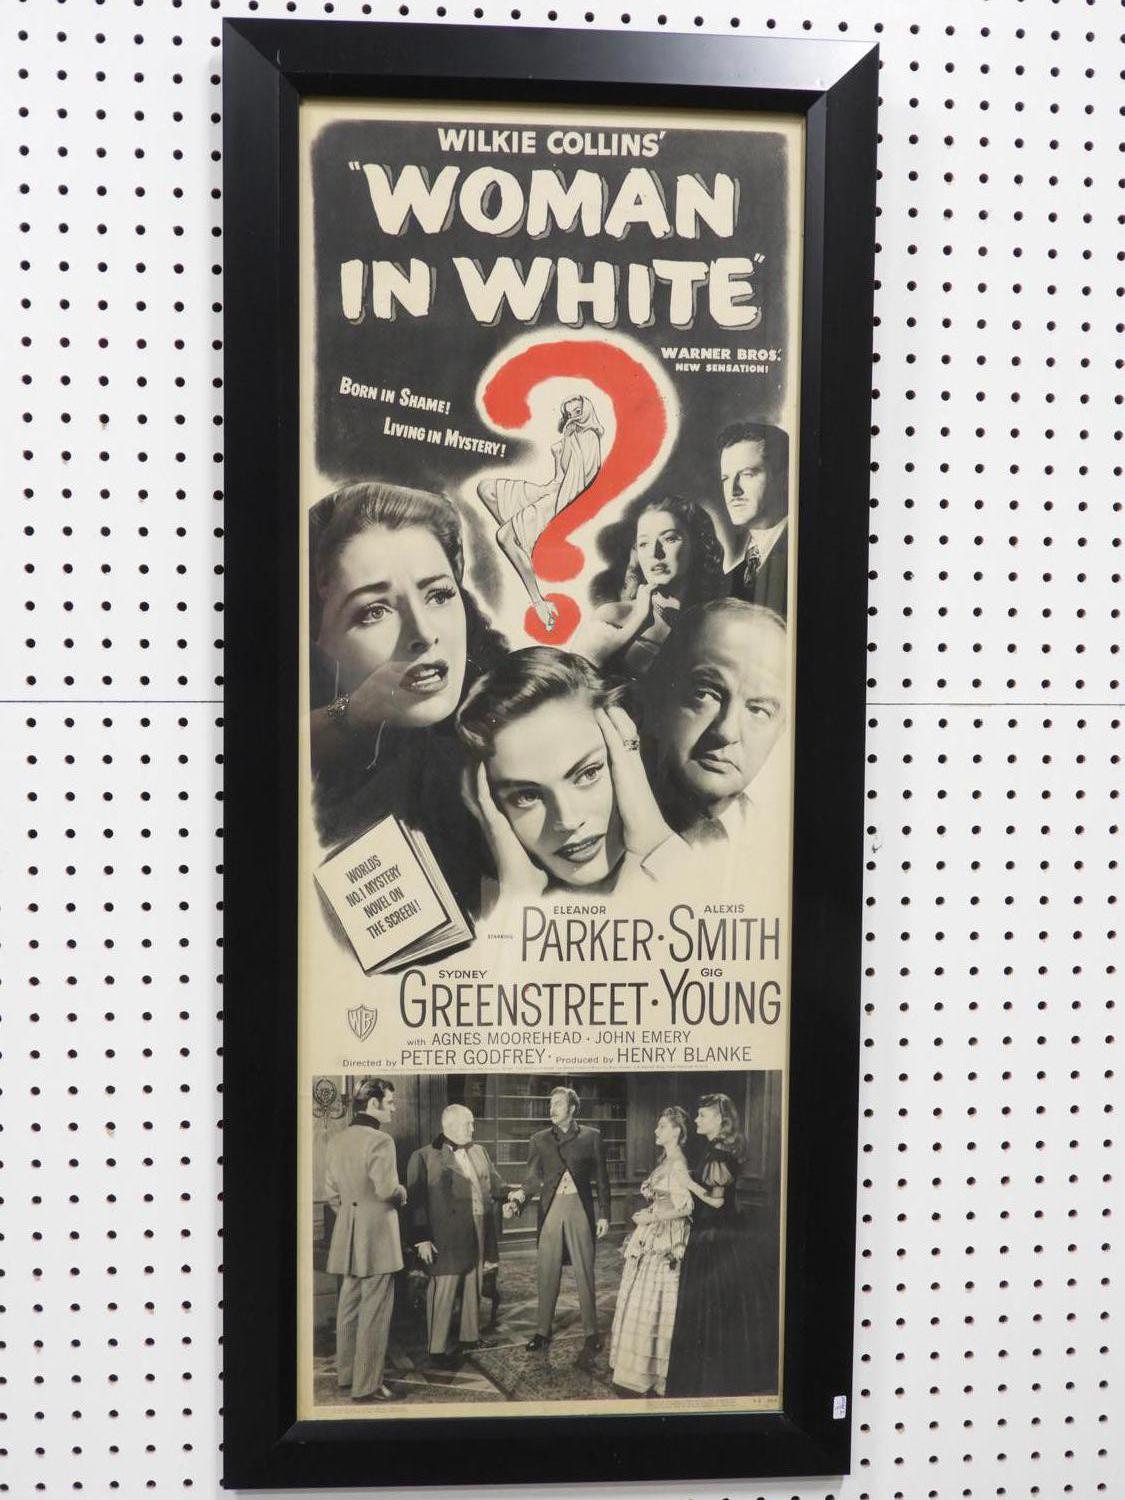 WILKIE COLLINS'
"WOMAN
IN WHITE"
WARNER BROS.'
NEW SENSATION!
BORN IN SHAME!
LIVING IN MYSTERY!
WORLD'S
NO. 1 MYSTERY
NOVEL ON
THE SCREEN!
STARRING
ELEANOR
PARKER · 
ALEXIS
SMITH
SYDNEY
GREENSTREET · 
GIG
YOUNG
WB
with AGNES MOOREHEAD · JOHN EMERY
Directed by PETER GODFREY · Produced by HENRY BLANKE